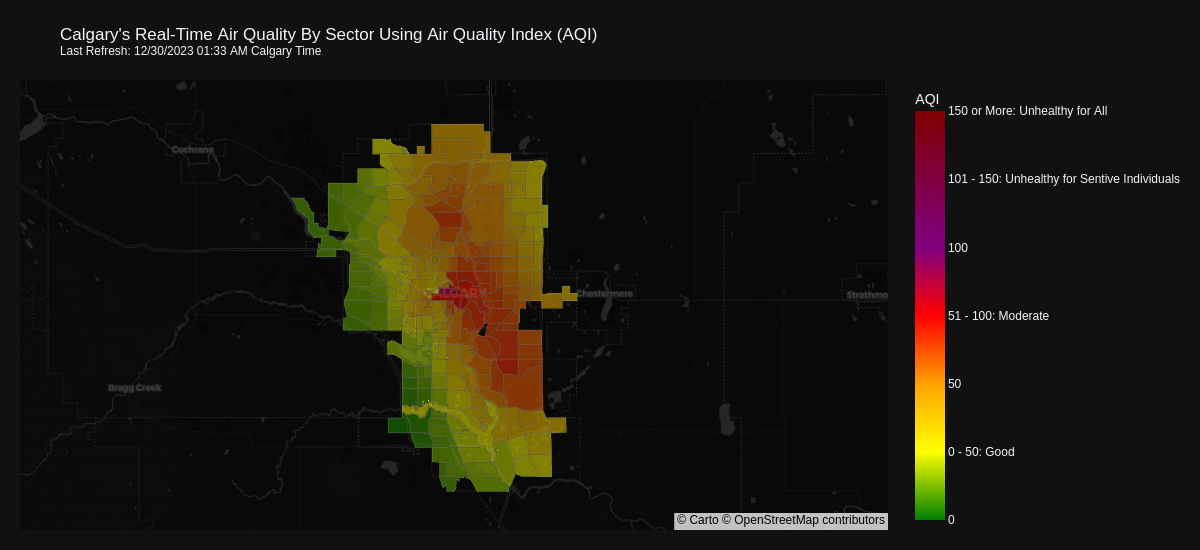 Calgary's Real-Time Air Quality By Sector Using Air Quality Index (AQI)
Last Refresh: 12/30/2023 01:33 AM Calgary Time
AQI
150 or More: Unhealthy for All
Cochrane
101 - 150: Unhealthy for Sentive Individuals
100
CALGARY
Chestermere
Strathmo
51 - 100: Moderate
50
Bragg Creek
0 - 50: Good
© Carto © OpenStreetMap contributors
0